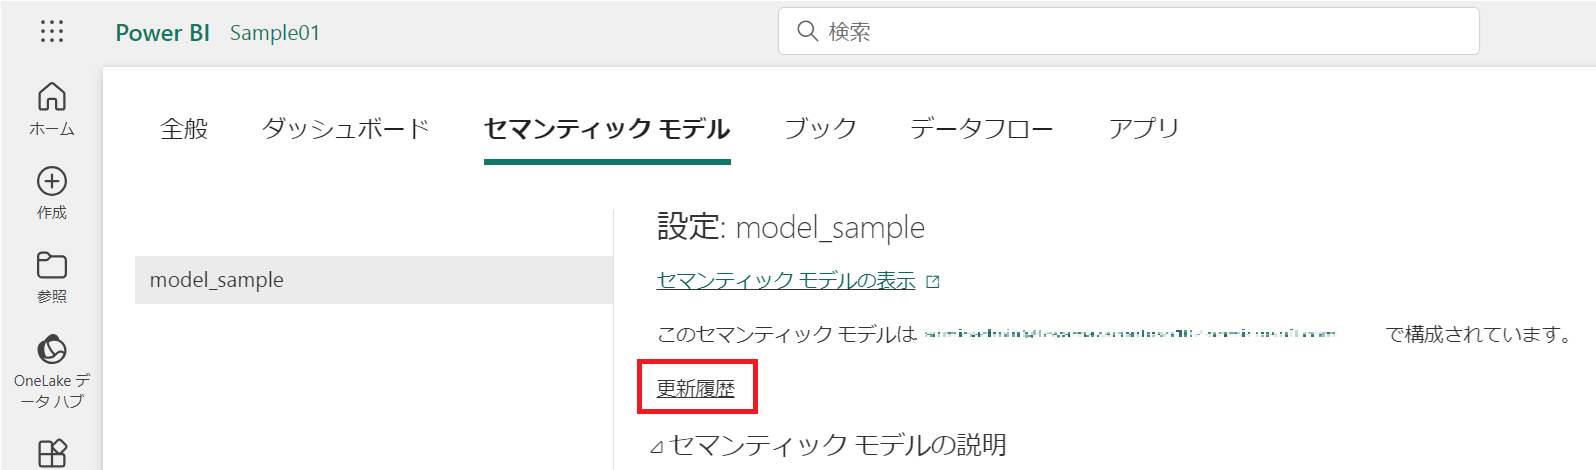 Power BI Sample01
検索
ホーム
作成
参照
OneLake デ
ータ ハブ
全般 ダッシュボード セマンティック モデル ブック データフロー アプリ
model_sample
設定: model_sample
セマンティック モデルの表示
このセマンティック モデルは で構成されています。
更新履歴
セマンティック モデルの説明